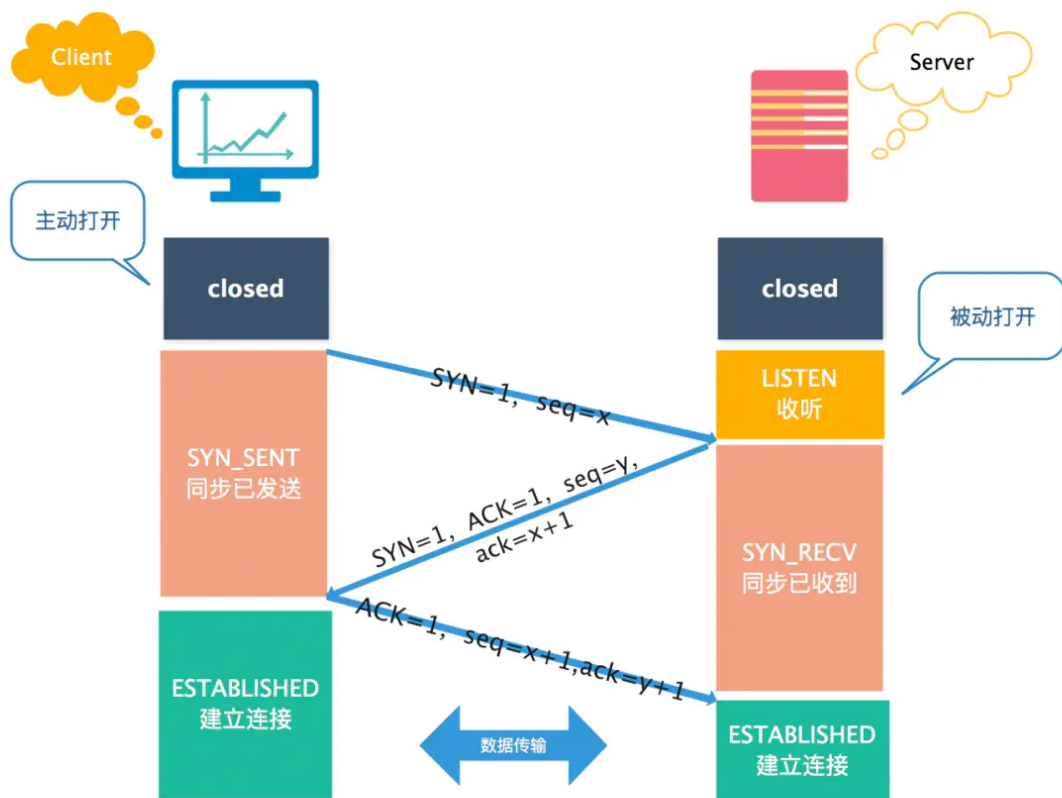 Client
Server
主动打开
closed
closed
被动打开
SYN=1, seq=x
LISTEN
收听
SYN_SENT
同步已发送
SYN=1, ACK=1, seq=y,
ack=x+1
SYN_RECV
同步已收到
ACK=1, seq=x+1,ack=y+1
ESTABLISHED
建立连接
数据传输
ESTABLISHED
建立连接